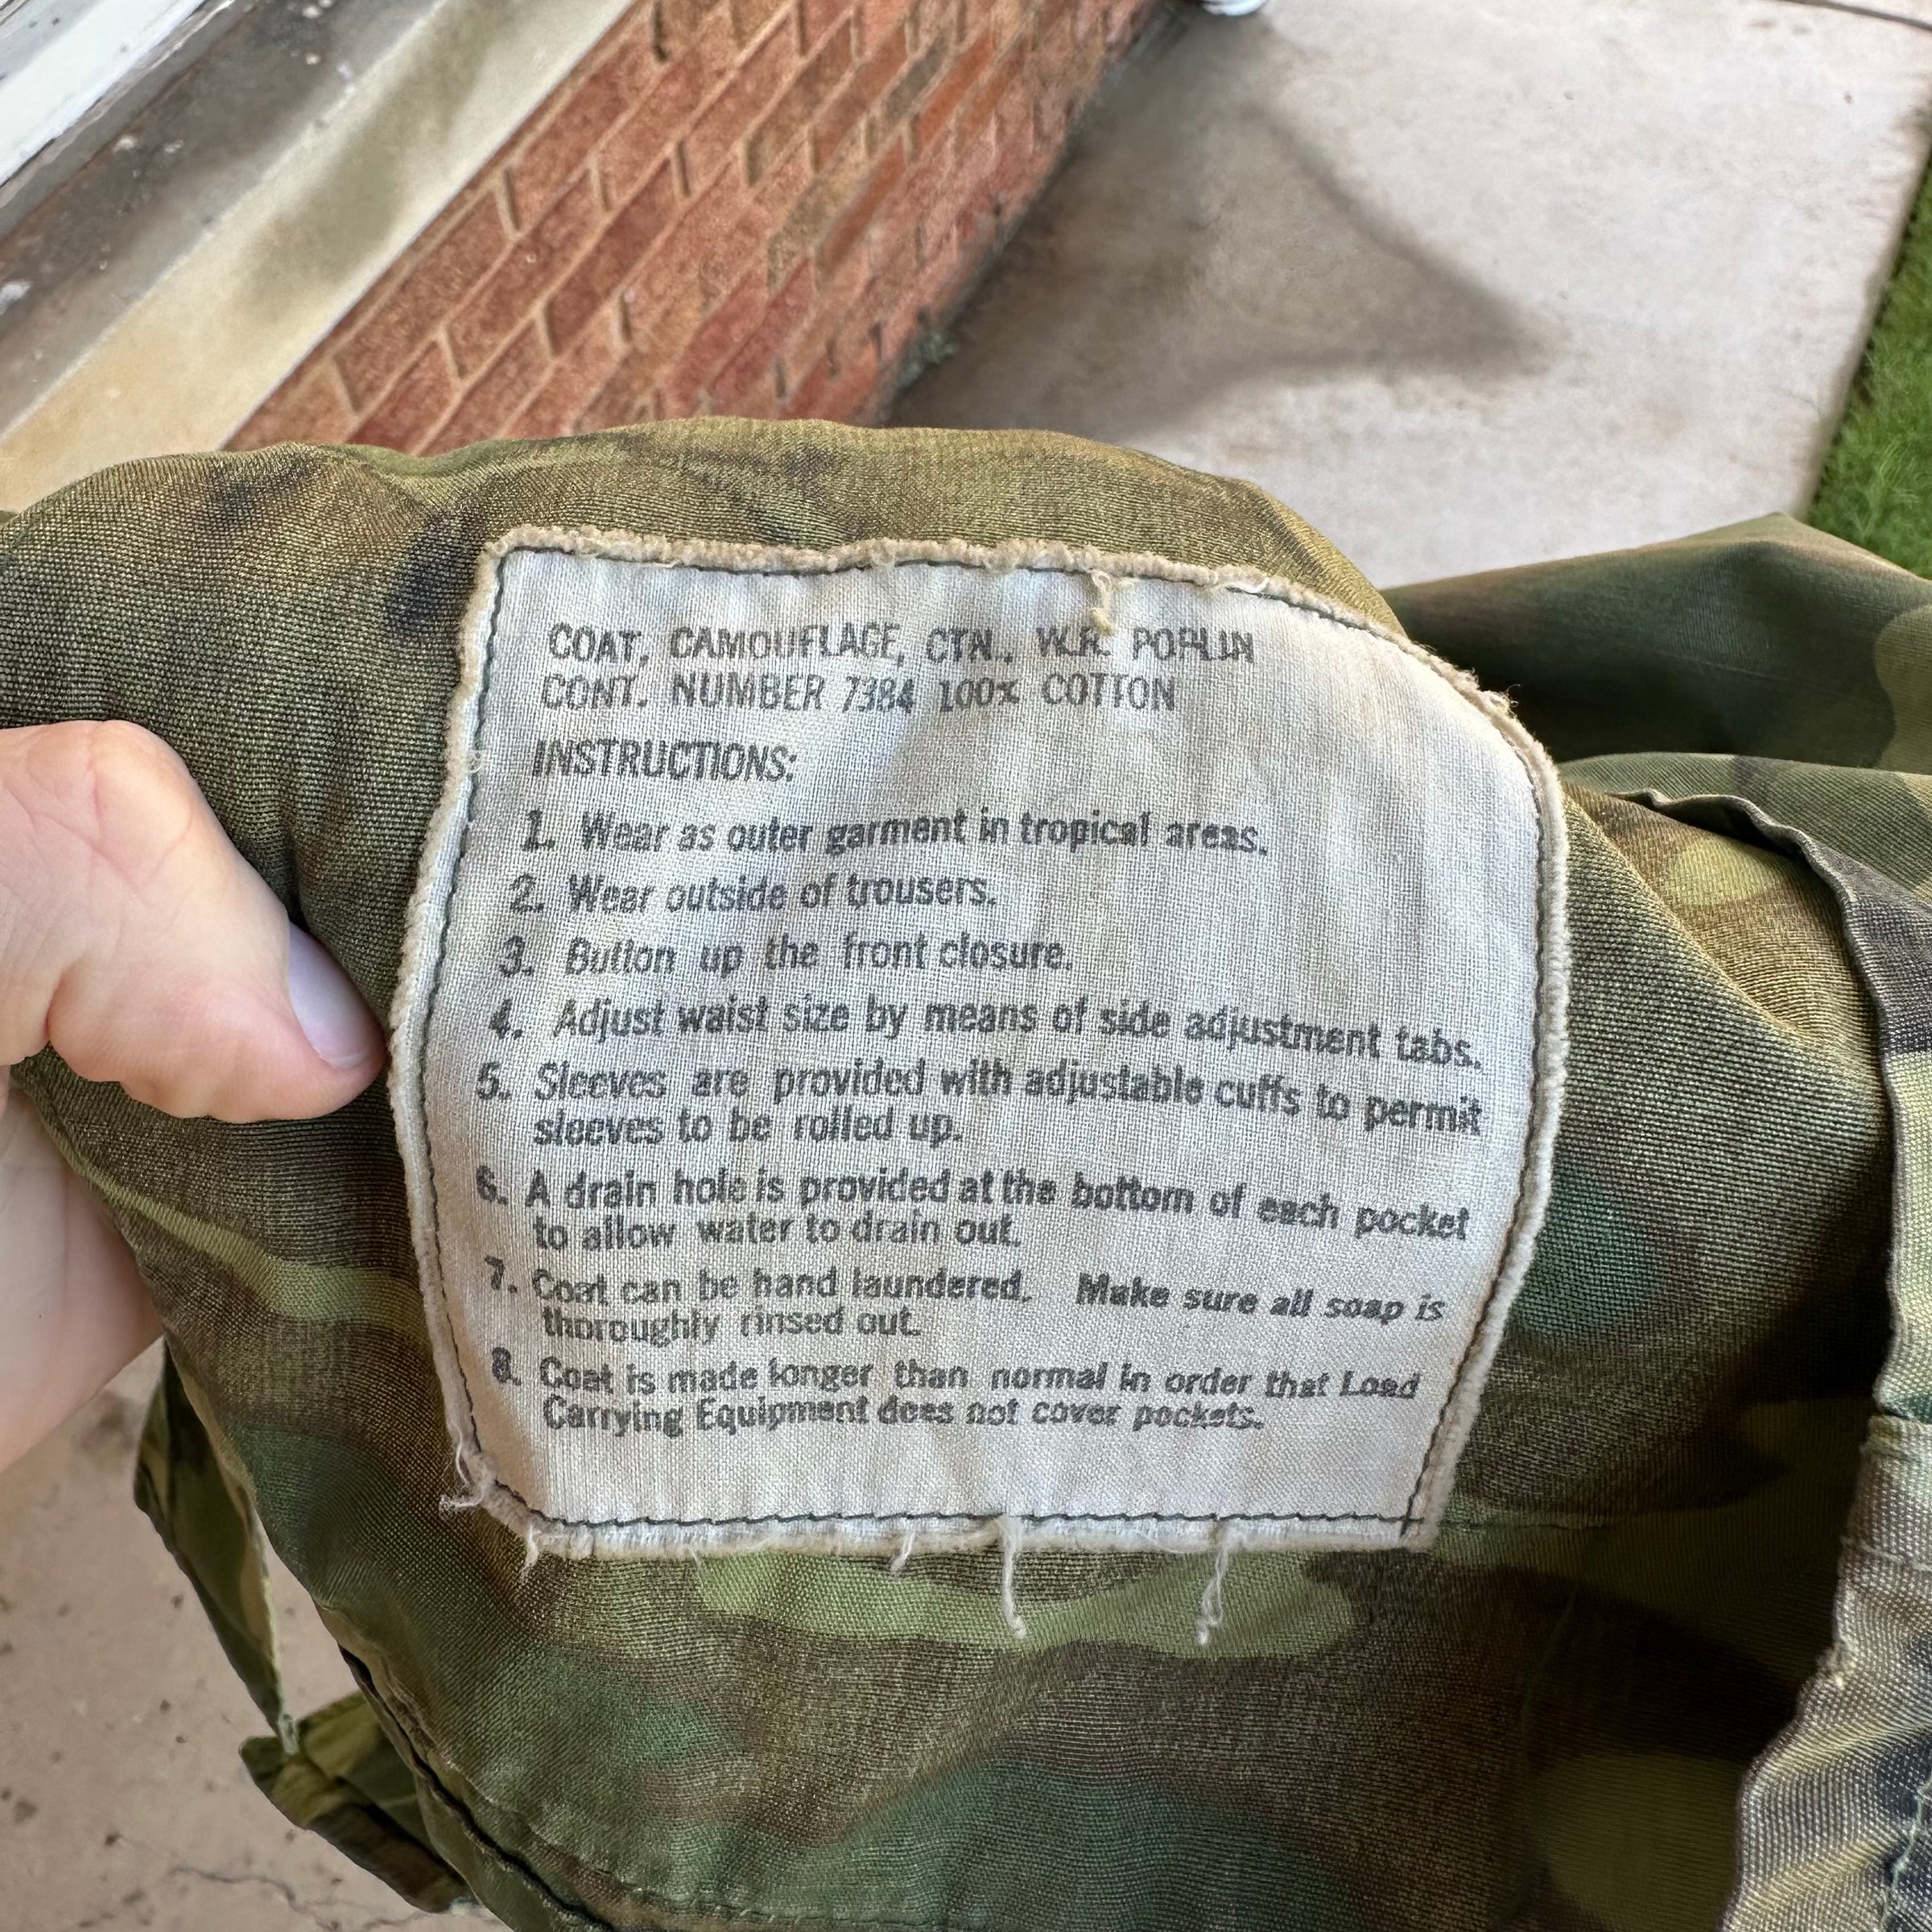 COAT, CAMOUFLAGE, CTN., W.R. POPLIN
CONT. NUMBER 7384 100% COTTON
INSTRUCTIONS:
1. Wear as outer garment in tropical areas.
2. Wear outside of trousers.
3. Button up the front closure.
4. Adjust waist size by means of side adjustment tabs.
5. Sleeves are provided with adjustable cuffs to permit
sleeves to be rolled up.
6. A drain hole is provided at the bottom of each pocket
to allow water to drain out.
7. Coat can be hand laundered. Make sure all soap is
thoroughly rinsed out.
8. Coat is made longer than normal in order that Load
Carrying Equipment does not cover pockets.